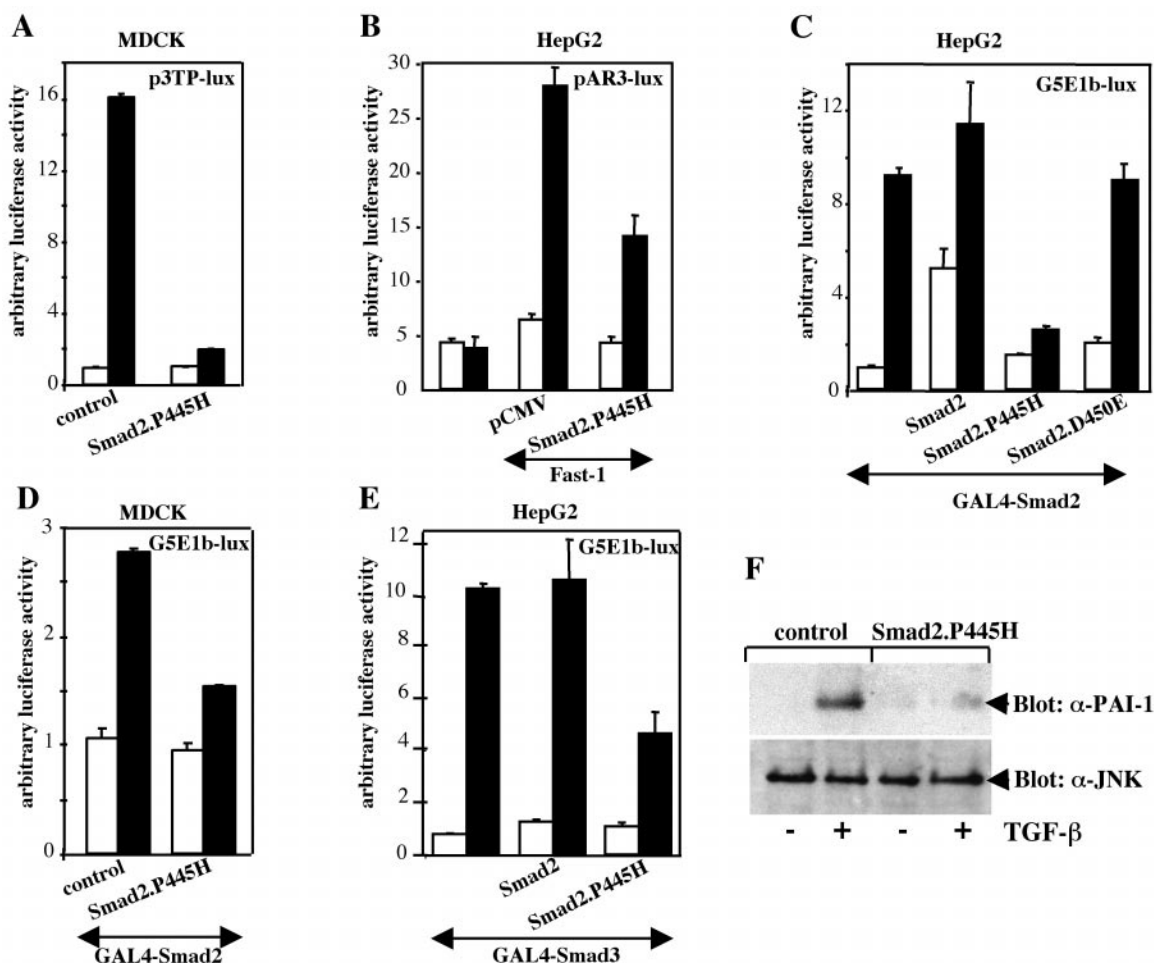 A
MDCK
p3TP-lux
arbitrary luciferase activity
16
12
8
4
0
control
Smad2.P445H
B
HepG2
pAR3-lux
arbitrary luciferase activity
30
25
20
15
10
5
0
pCMV
Smad2.P445H
Fast-1
C
HepG2
G5E1b-lux
arbitrary luciferase activity
12
8
4
0
Smad2
Smad2.P445H
Smad2.D450E
GAL4-Smad2
D
MDCK
G5E1b-lux
arbitrary luciferase activity
3
2
1
0
control
Smad2.P445H
GAL4-Smad2
E
HepG2
G5E1b-lux
arbitrary luciferase activity
12
10
8
6
4
2
0
Smad2
Smad2.P445H
GAL4-Smad3
F
control Smad2.P445H
Blot: α-PAI-1
Blot: α-JNK
- + - + TGF-β